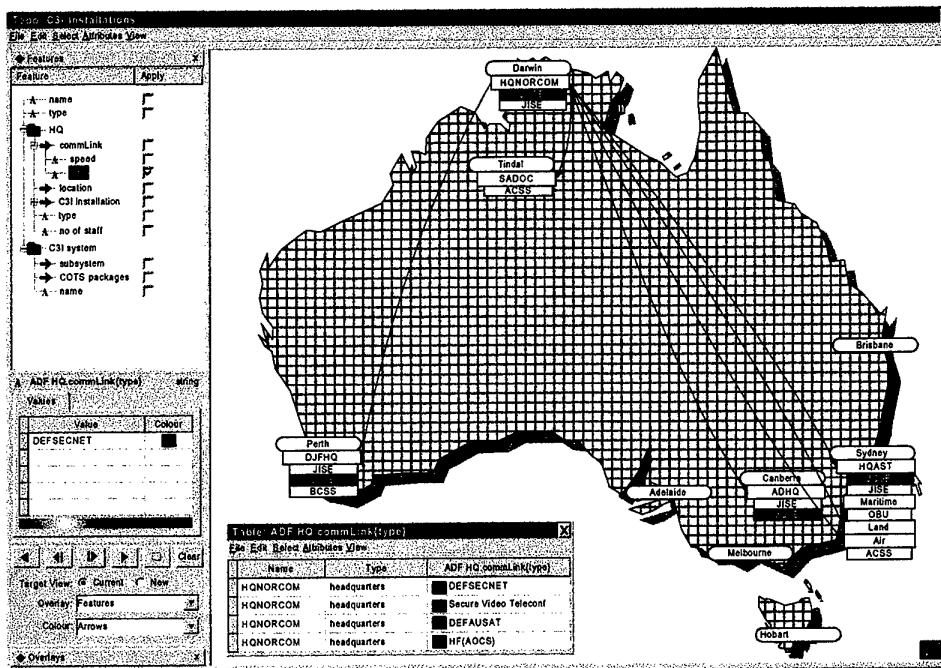 Topo: C3I Installations
File Edit Select Attributes View
Features X
Feature Apply
A name
A type
HQ
commLink
A speed
A
location
C3I Installation
A type
A no of staff
C3I system
subsystem
COTS packages
A name
A ADF HQ commLink(type) string
Values
Value Colour
DEFSECNET
Clear
Target View: Current New
Overlay: Features
Colour: Arrows
Overlays
Darwin
HQNORCOM
JISE
Tindal
SADOC
ACSS
Brisbane
Perth
DJFHQ
JISE
BCSS
Adelaide
Canberra
ADHQ
JISE
Sydney
HQAST
JISE
Maritime
OBU
Land
Air
ACSS
Melbourne
Hobart
Table: ADF HQ commLink(type) X
File Edit Select Attributes View
Name Type ADF HQ commLink(type)
HQNORCOM headquarters DEFSECNET
HQNORCOM headquarters Secure Video Teleconf
HQNORCOM headquarters DEFAUSAT
HQNORCOM headquarters HF(AOCS)